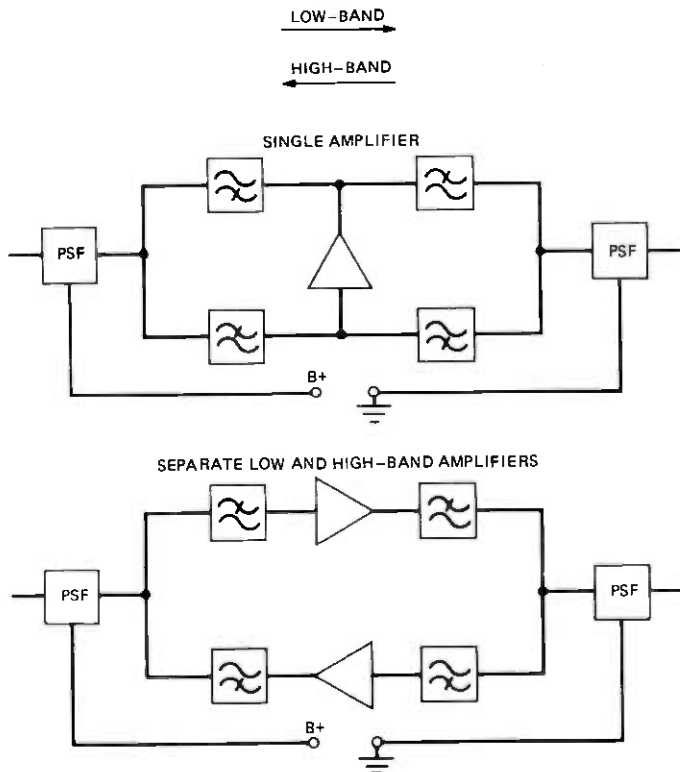 LOW-BAND
HIGH-BAND
SINGLE AMPLIFIER
PSF
PSF
B+
SEPARATE LOW AND HIGH-BAND AMPLIFIERS
PSF
PSF
B+